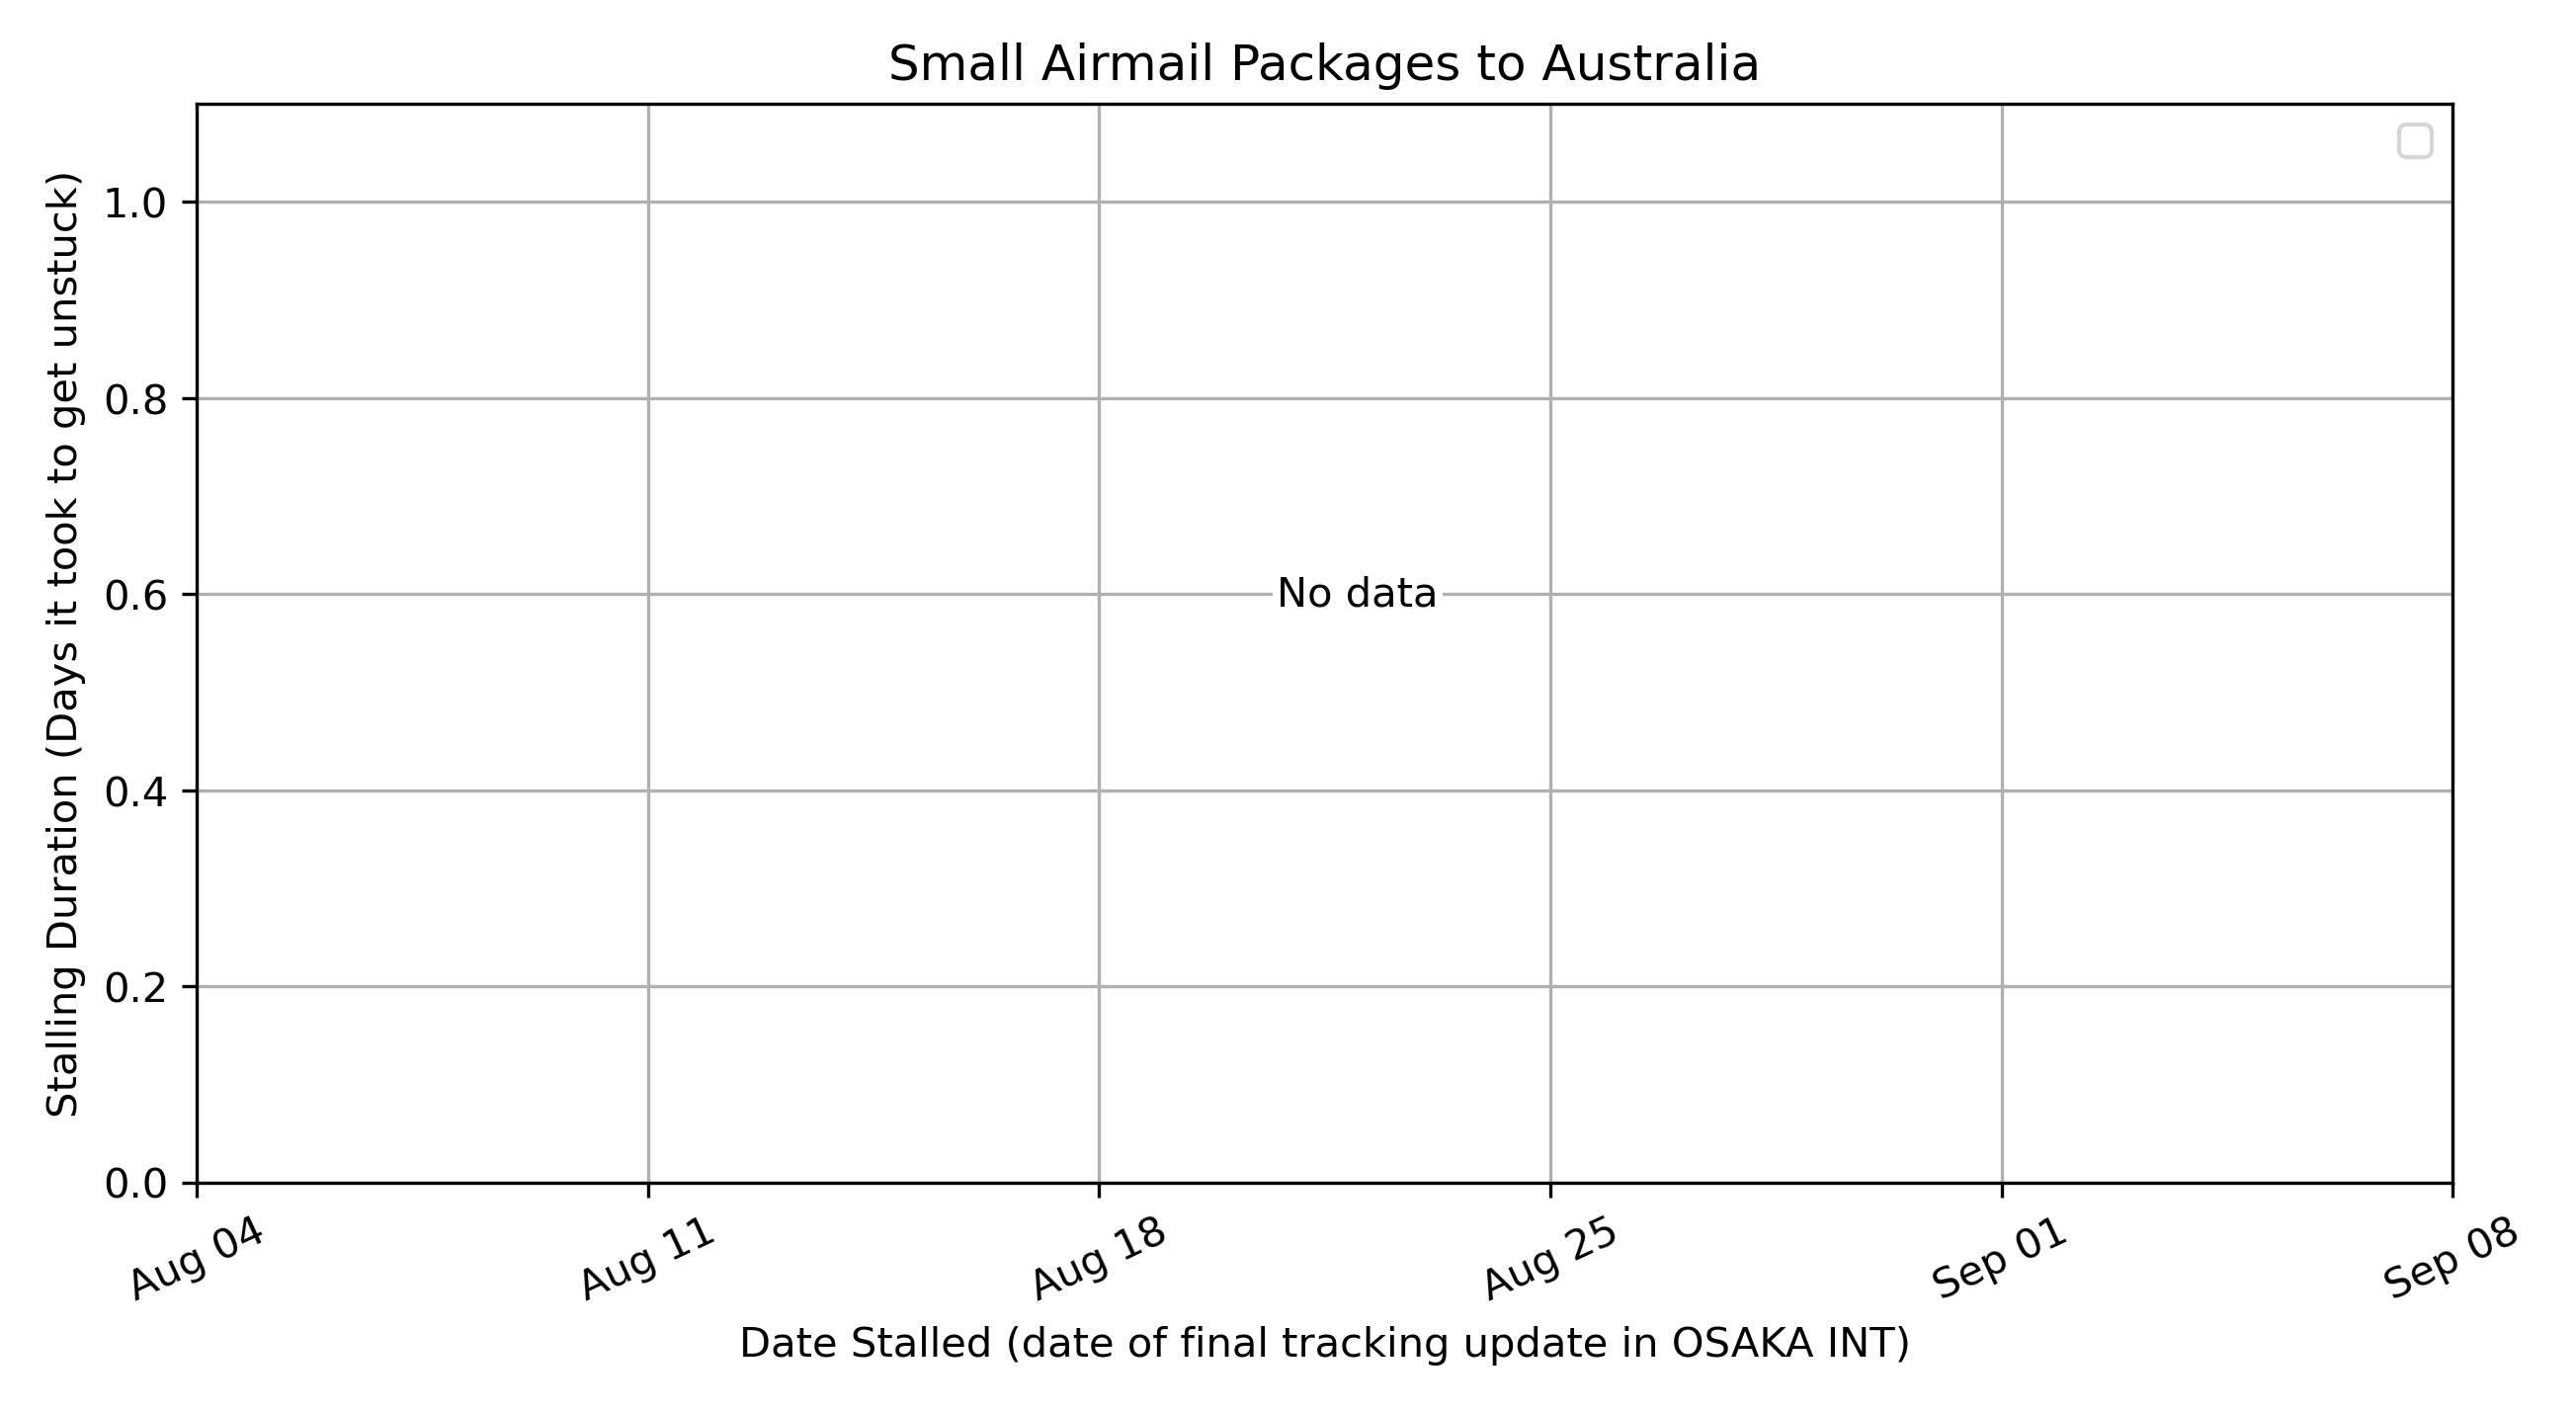 Small Airmail Packages to Australia
Stalling Duration (Days it took to get unstuck)
1.0
0.8
0.6
0.4
0.2
0.0
No data
Aug 04
Aug 11
Aug 18
Aug 25
Sep 01
Sep 08
Date Stalled (date of final tracking update in OSAKA INT)